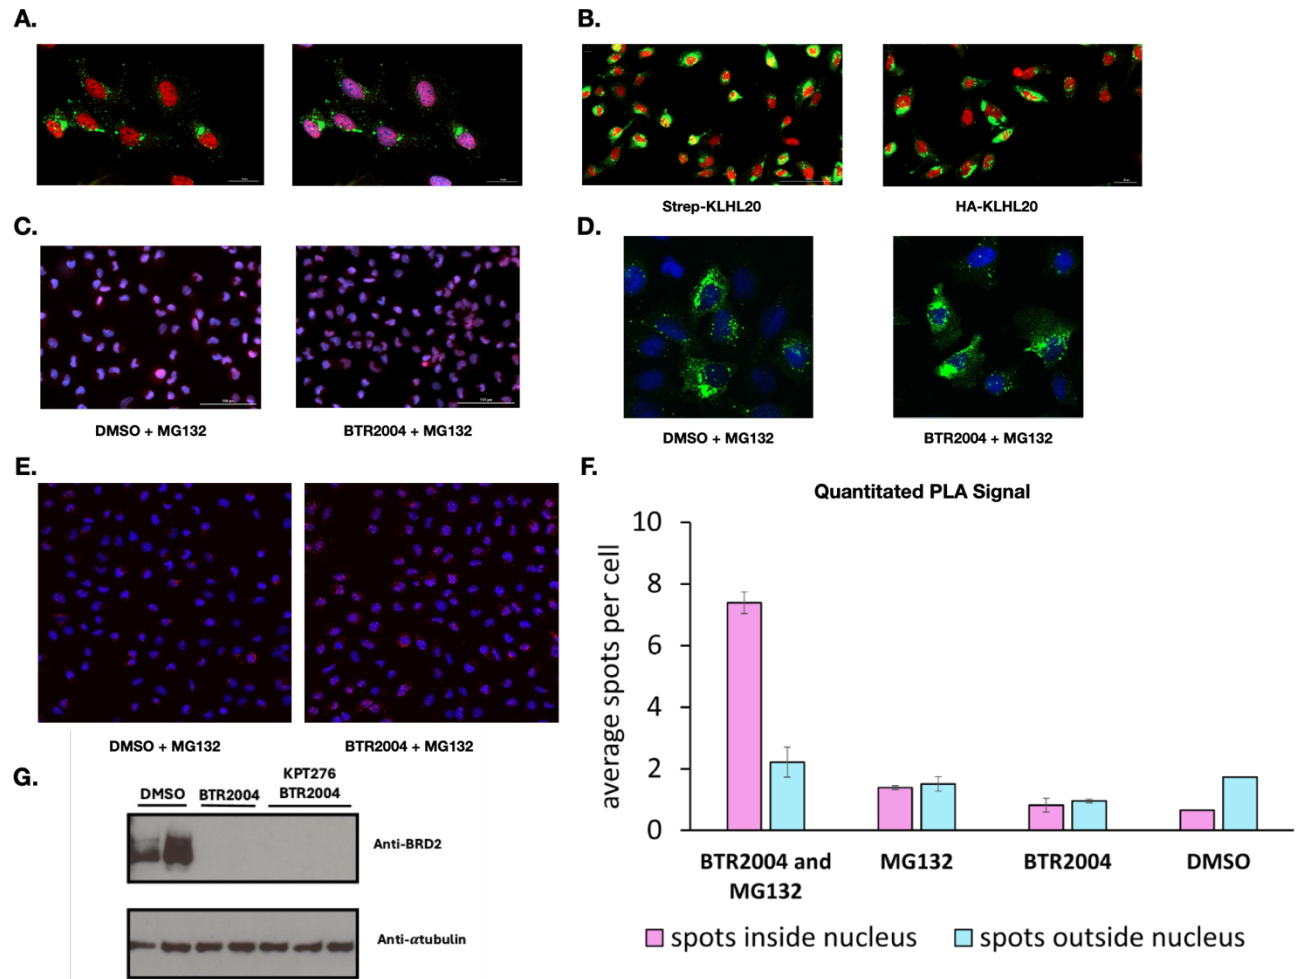 A.
B.
Strep-KLHL20
HA-KLHL20
C.
D.
DMSO + MG132
BTR2004 + MG132
DMSO + MG132
BTR2004 + MG132
E.
F.
Quantitated PLA Signal
10
8
6
4
2
0
average spots per cell
BTR2004 and
MG132
MG132
BTR2004
DMSO
spots inside nucleus
spots outside nucleus
DMSO + MG132
BTR2004 + MG132
G.
DMSO
BTR2004
KPT276
BTR2004
Anti-BRD2
Anti-αtubulin